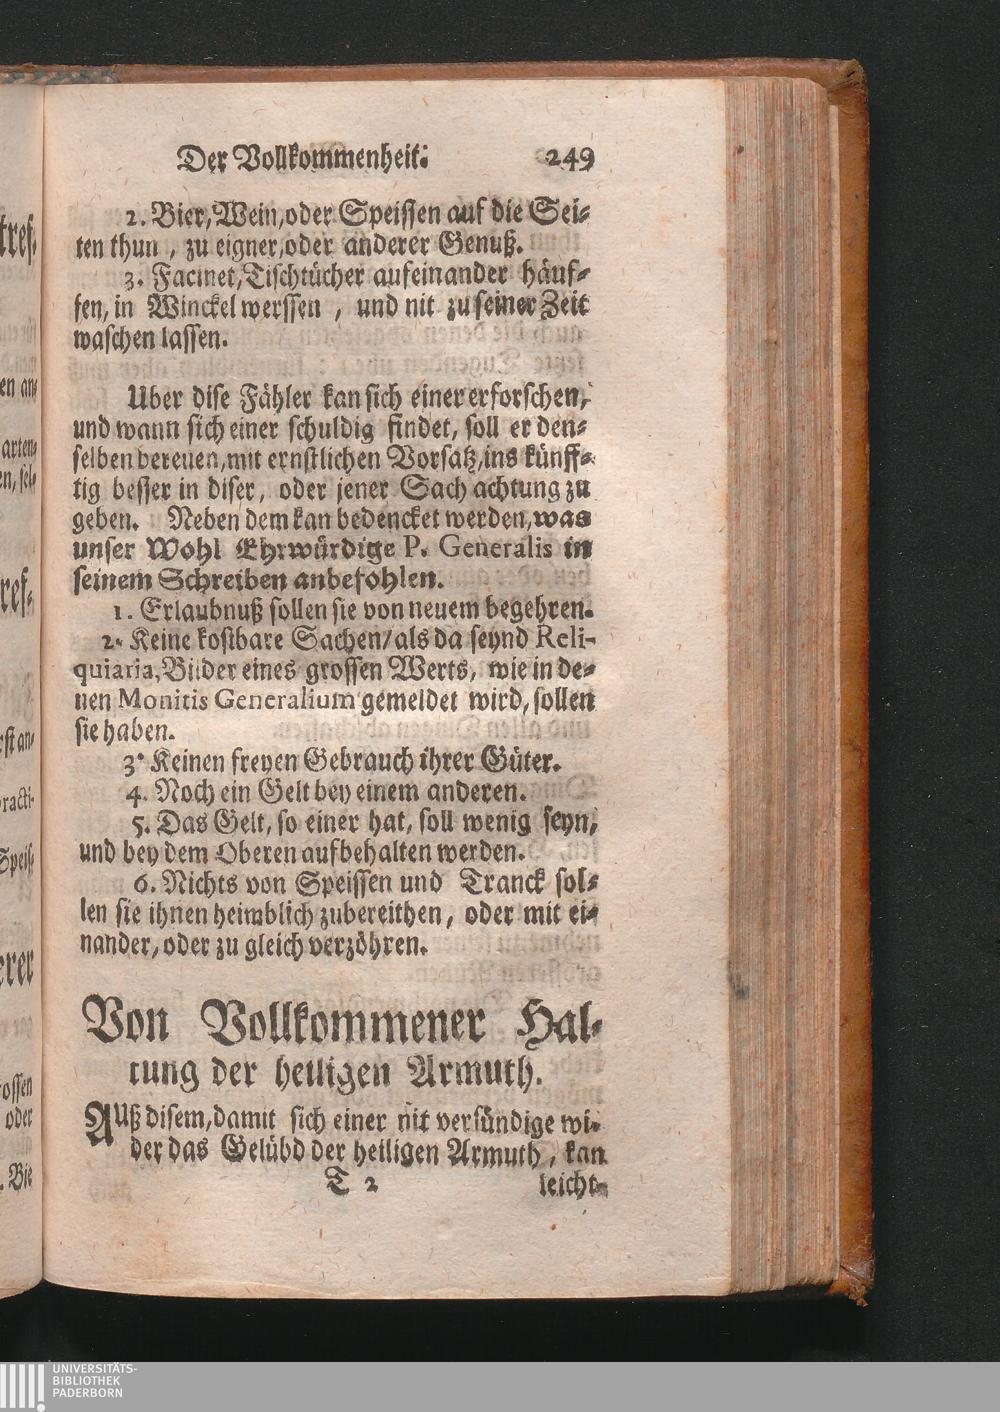 Der Vollkommenheit. 249
2. Bier, Wein, oder Speissen auf die Sei-
ten thun , zu eigner, oder anderer Genuß.
3. Facinet, Tischtücher aufeinander häuf-
fen, in Winckel werssen , und nit zu seiner Zeit
waschen lassen.
Uber dise Fähler kan sich einer erforschen,
und wann sich einer schuldig findet, soll er den-
selben bereuen, mit ernstlichen Vorsatz, ins künff-
tig besser in diser, oder jener Sach achtung zu
geben. Neben dem kan bedencket werden, was
unser Wohl Ehrwürdige P. Generalis in
seinem Schreiben anbefohlen.
1. Erlaubnuß sollen sie von neuem begehren.
2. Keine kostbare Sachen/ als da seynd Reli-
quiaria, Bilder eines grossen Werts, wie in de-
nen Monitis Generalium gemeldet wird, sollen
sie haben.
3. Keinen freyen Gebrauch ihrer Güter.
4. Noch ein Gelt bey einem anderen.
5. Das Gelt, so einer hat, soll wenig seyn,
und bey dem Oberen aufbehalten werden.
6. Nichts von Speissen und Tranck sol-
len sie ihnen heimblich zubereithen, oder mit ei-
nander, oder zu gleich verzöhren.
Von Vollkommener Hal-
tung der heiligen Armuth.
Auß disem, damit sich einer nit versündige wi-
der das Gelübd der heiligen Armuth, kan
T 2 leicht-
UNIVERSITÄTS-
BIBLIOTHEK
PADERBORN